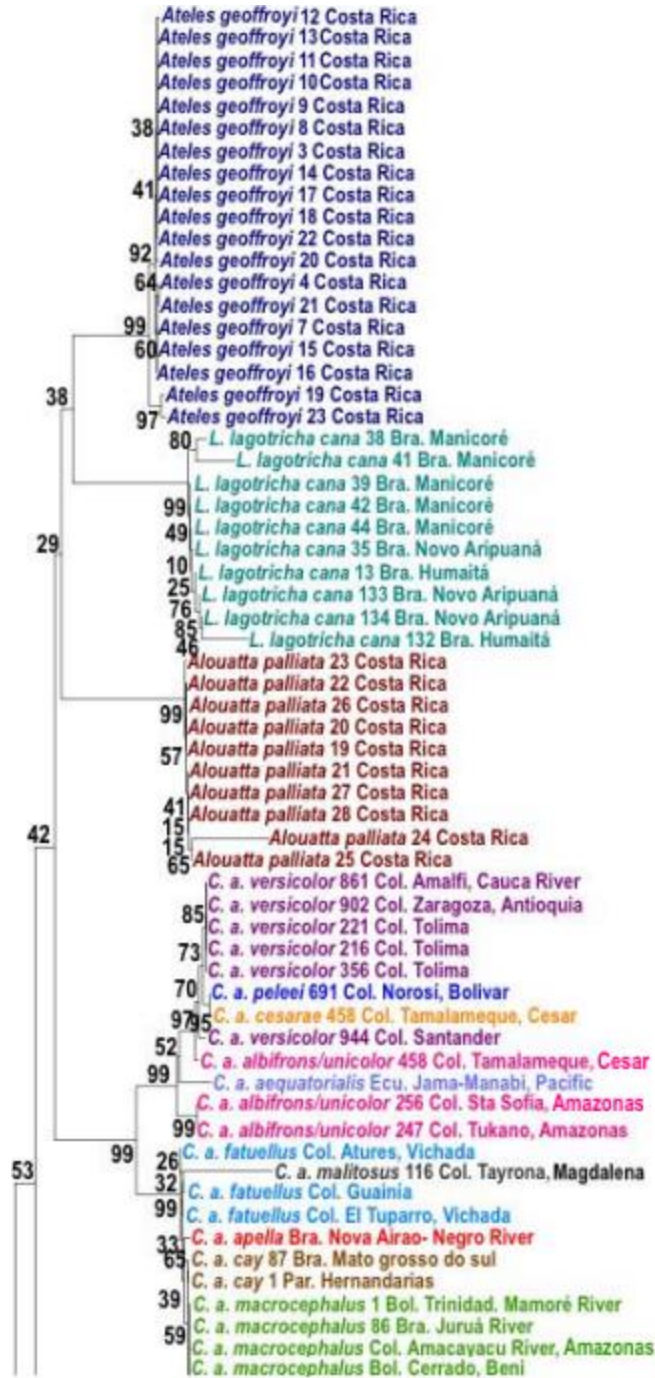 Ateles geoffroyi 12 Costa Rica
Ateles geoffroyi 13 Costa Rica
Ateles geoffroyi 11 Costa Rica
Ateles geoffroyi 10 Costa Rica
Ateles geoffroyi 9 Costa Rica
38 Ateles geoffroyi 8 Costa Rica
Ateles geoffroyi 3 Costa Rica
Ateles geoffroyi 14 Costa Rica
41 Ateles geoffroyi 17 Costa Rica
Ateles geoffroyi 18 Costa Rica
Ateles geoffroyi 22 Costa Rica
92 Ateles geoffroyi 20 Costa Rica
64 Ateles geoffroyi 4 Costa Rica
Ateles geoffroyi 21 Costa Rica
99 Ateles geoffroyi 7 Costa Rica
60 Ateles geoffroyi 15 Costa Rica
Ateles geoffroyi 16 Costa Rica
38 Ateles geoffroyi 19 Costa Rica
97 Ateles geoffroyi 23 Costa Rica
80 L. lagotricha cana 38 Bra. Manicoré
L. lagotricha cana 41 Bra. Manicoré
L. lagotricha cana 39 Bra. Manicoré
99 L. lagotricha cana 42 Bra. Manicoré
49 L. lagotricha cana 44 Bra. Manicoré
29 L. lagotricha cana 35 Bra. Novo Aripuaná
10 L. lagotricha cana 13 Bra. Humaitá
25 L. lagotricha cana 133 Bra. Novo Aripuaná
76 L. lagotricha cana 134 Bra. Novo Aripuaná
85 L. lagotricha cana 132 Bra. Humaitá
46
Alouatta palliata 23 Costa Rica
Alouatta palliata 22 Costa Rica
Alouatta palliata 26 Costa Rica
99 Alouatta palliata 20 Costa Rica
57 Alouatta palliata 19 Costa Rica
Alouatta palliata 21 Costa Rica
Alouatta palliata 27 Costa Rica
41 Alouatta palliata 28 Costa Rica
15
42 15 Alouatta palliata 24 Costa Rica
65 Alouatta palliata 25 Costa Rica
C. a. versicolor 861 Col. Amalfi, Cauca River
85 C. a. versicolor 902 Col. Zaragoza, Antioquia
C. a. versicolor 221 Col. Tolima
73 C. a. versicolor 216 Col. Tolima
C. a. versicolor 356 Col. Tolima
70 C. a. peleei 691 Col. Norosí, Bolivar
97 95 C. a. cesarae 458 Col. Tamalameque, Cesar
C. a. versicolor 944 Col. Santander
52 C. a. albifrons/unicolor 458 Col. Tamalameque, Cesar
99 C. a. aequatorialis Ecu. Jama-Manabi, Pacific
C. a. albifrons/unicolor 256 Col. Sta Sofia, Amazonas
99 C. a. albifrons/unicolor 247 Col. Tukano, Amazonas
99 C. a. fatuellus Col. Atures, Vichada
26 C. a. malitosus 116 Col. Tayrona, Magdalena
53 32 C. a. fatuellus Col. Guainía
99 C. a. fatuellus Col. El Tuparro, Vichada
33 C. a. apella Bra. Nova Airao- Negro River
65 C. a. cay 87 Bra. Mato grosso do sul
C. a. cay 1 Par. Hernandarias
39 C. a. macrocephalus 1 Bol. Trinidad. Mamoré River
C. a. macrocephalus 86 Bra. Juruá River
59 C. a. macrocephalus Col. Amacayacu River, Amazonas
C. a. macrocephalus Bol. Cerrado, Beni